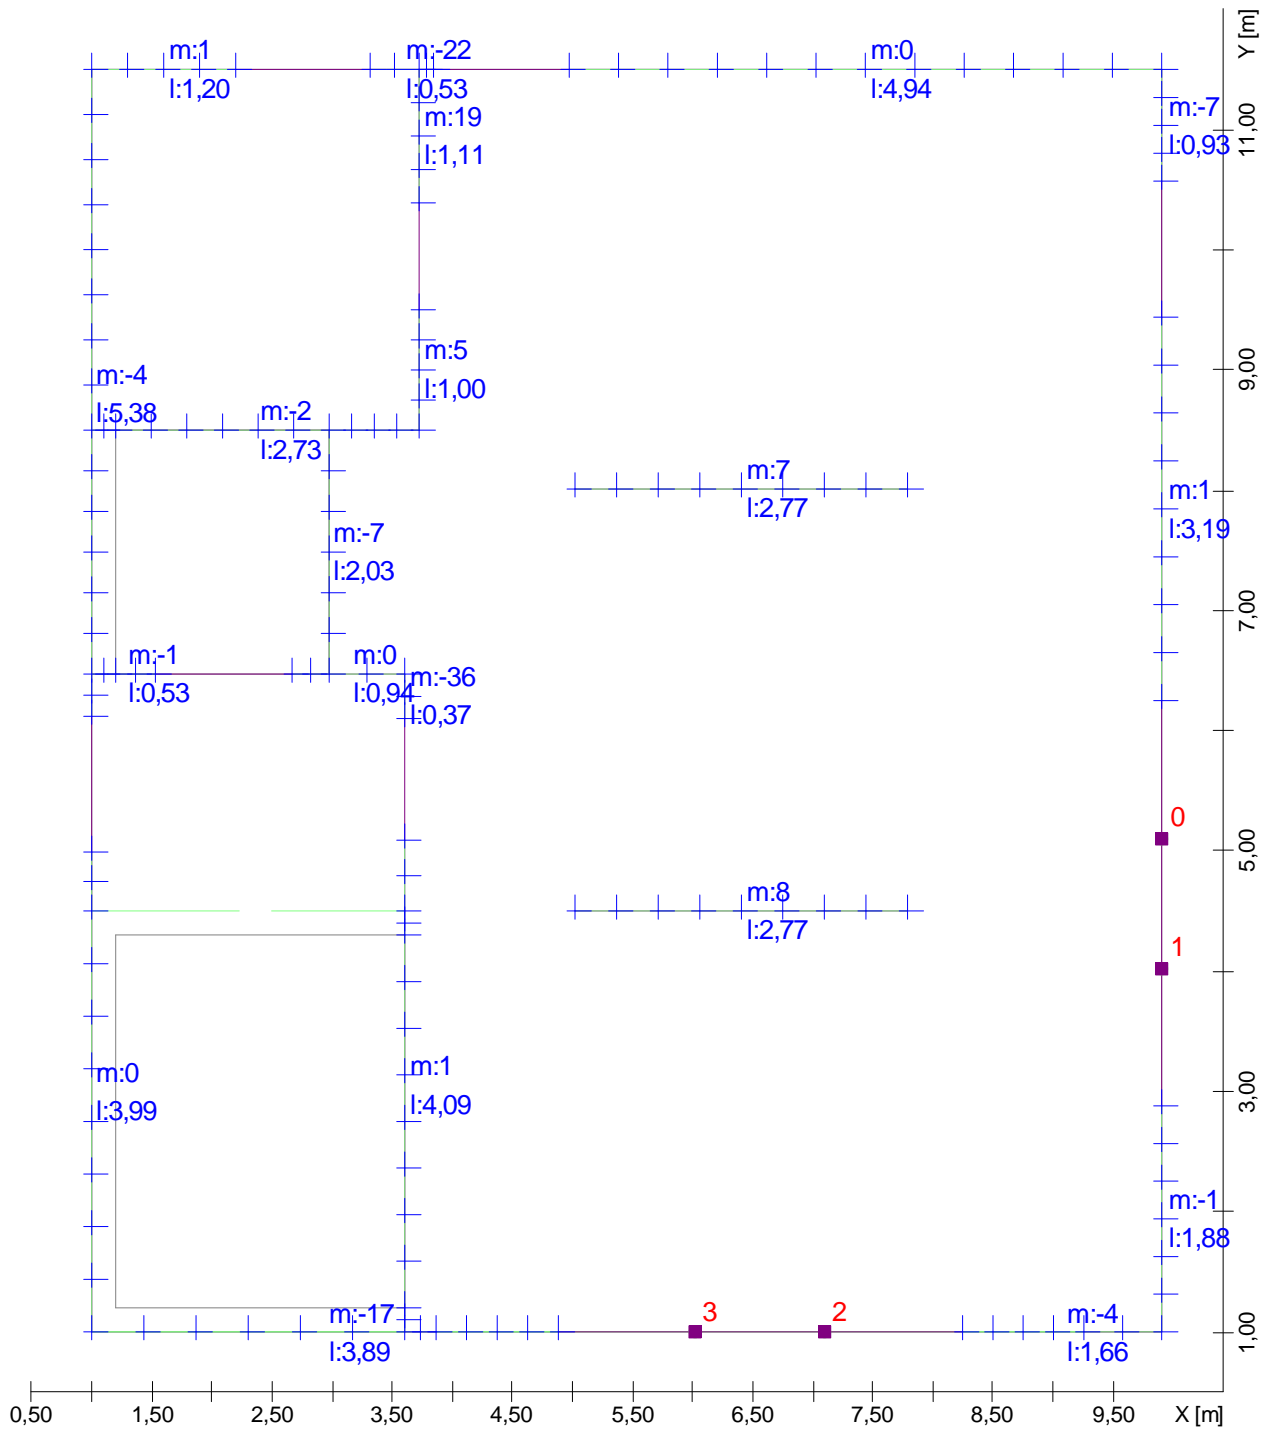 m:1
l:1,20
m:-22
l:0,53
m:0
l:4,94
Y [m]
m:19
l:1,11
m:-7
l:0,93
11,00
m:5
l:1,00
9,00
m:-4
l:5,38
m:-2
l:2,73
m:7
l:2,77
m:1
l:3,19
m:-7
l:2,03
7,00
m:-1
l:0,53
m:0
l:0,94
m:-36
l:0,37
0
5,00
m:8
l:2,77
1
m:0
l:3,99
m:1
l:4,09
3,00
m:-1
l:1,88
m:-17
l:3,89
3
2
m:-4
l:1,66
1,00
0,50 1,50 2,50 3,50 4,50 5,50 6,50 7,50 8,50 9,50 X [m]